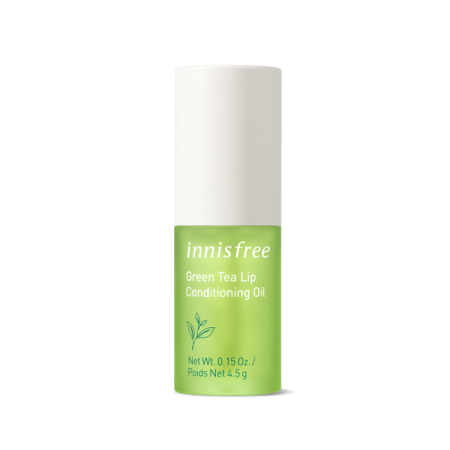 innisfree
Green Tea Lip
Conditioning Oil
Net Wt. 0.15 Oz. /
Poids Net 4.5 g